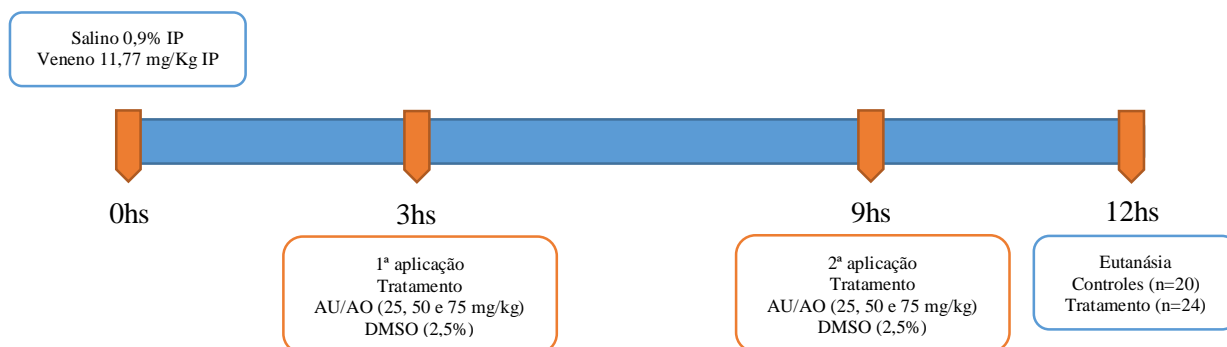 Salino 0,9% IP
Veneno 11,77 mg/Kg IP
0hs
3hs
9hs
12hs
1ª aplicação
Tratamento
AU/AO (25, 50 e 75 mg/kg)
DMSO (2,5%)
2ª aplicação
Tratamento
AU/AO (25, 50 e 75 mg/kg)
DMSO (2,5%)
Eutanásia
Controles (n=20)
Tratamento (n=24)